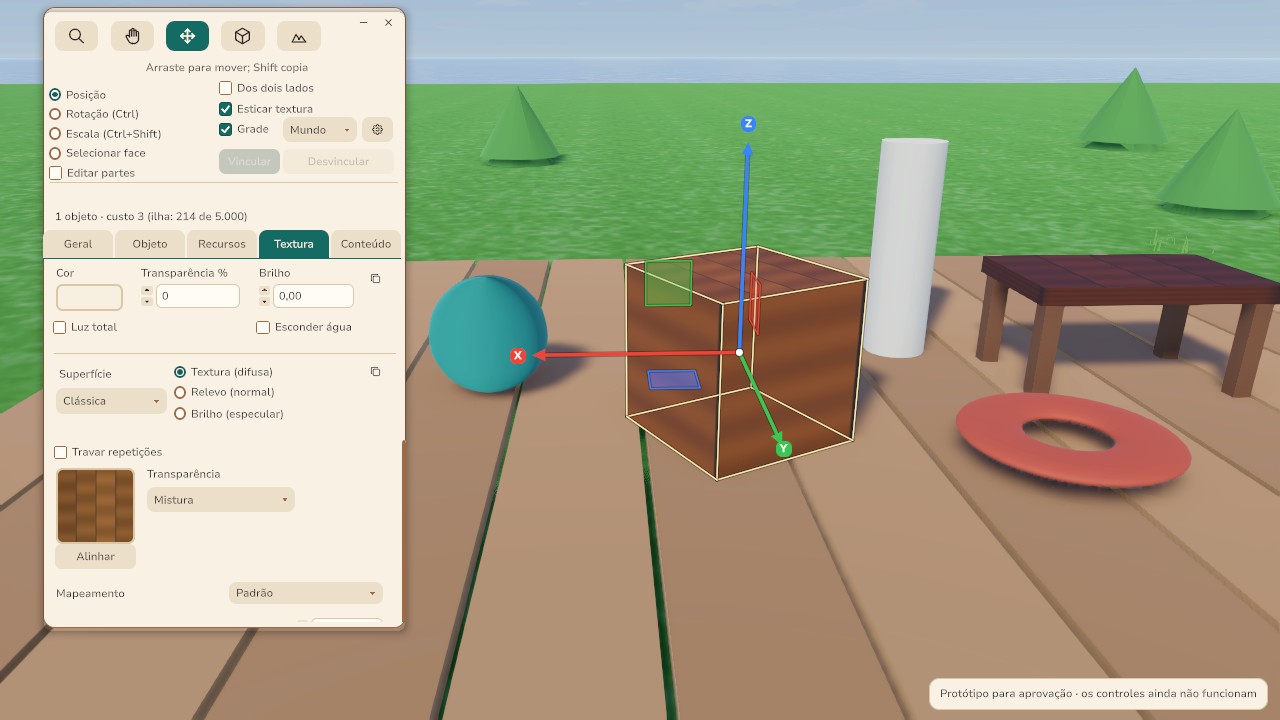 Arraste para mover; Shift copia
Posição
Rotação (Ctrl)
Escala (Ctrl+Shift)
Selecionar face
Editar partes
Dos dois lados
Esticar textura
Grade
Mundo
Vincular
Desvincular
1 objeto · custo 3 (ilha: 214 de 5.000)
Geral
Objeto
Recursos
Textura
Conteúdo
Cor
Transparência %
Brilho
0
0,00
Luz total
Esconder água
Superfície
Clássica
Textura (difusa)
Relevo (normal)
Brilho (especular)
Travar repetições
Transparência
Mistura
Alinhar
Mapeamento
Padrão
Z
X
Y
Protótipo para aprovação · os controles ainda não funcionam